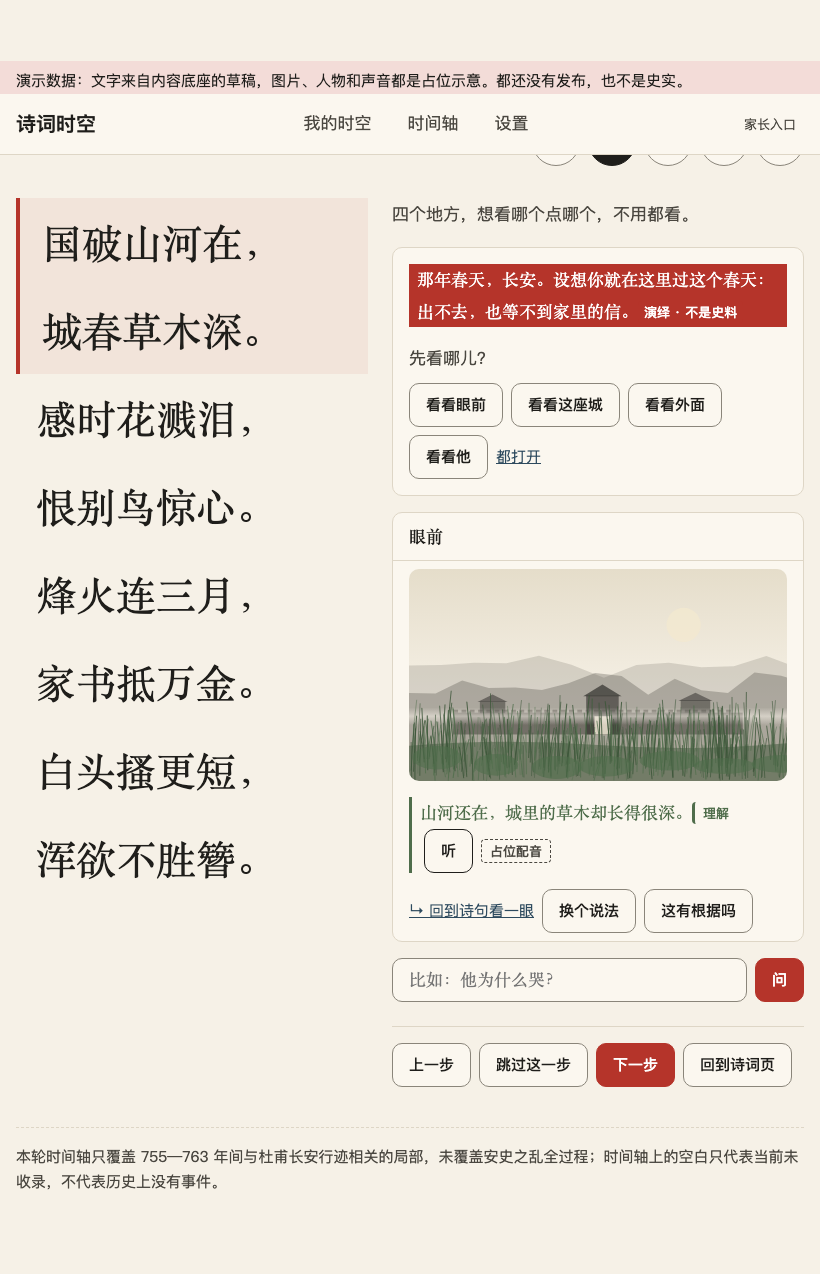 演示数据：文字来自内容底座的草稿，图片、人物和声音都是占位示意。都还没有发布，也不是史实。
诗词时空
我的时空 时间轴 设置
家长入口
国破山河在，
城春草木深。
感时花溅泪，
恨别鸟惊心。
烽火连三月，
家书抵万金。
白头搔更短，
浑欲不胜簪。
四个地方，想看哪个点哪个，不用都看。
那年春天，长安。设想你就在这里过这个春天：
出不去，也等不到家里的信。 演绎 · 不是史料
先看哪儿？
看看眼前 看看这座城 看看外面
看看他 都打开
眼前
山河还在，城里的草木却长得很深。 理解
听 占位配音
↪ 回到诗句看一眼 换个说法 这有根据吗
比如：他为什么哭？ 问
上一步 跳过这一步 下一步 回到诗词页
本轮时间轴只覆盖 755—763 年间与杜甫长安行迹相关的局部，未覆盖安史之乱全过程；时间轴上的空白只代表当前未
收录，不代表历史上没有事件。